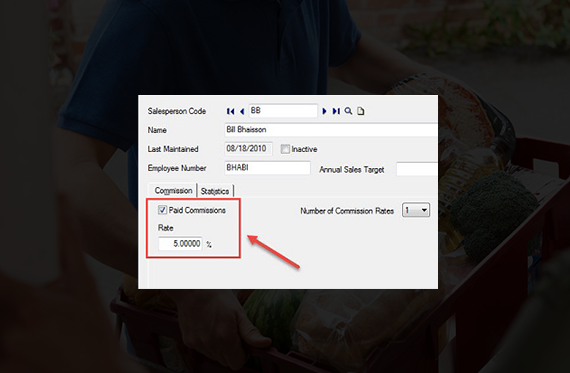 Salesperson Code BB
Name Bill Bhaisson
Last Maintained 08/18/2010 Inactive
Employee Number BHABI Annual Sales Target
Commission Statistics
Paid Commissions Number of Commission Rates 1
Rate
5.00000 %